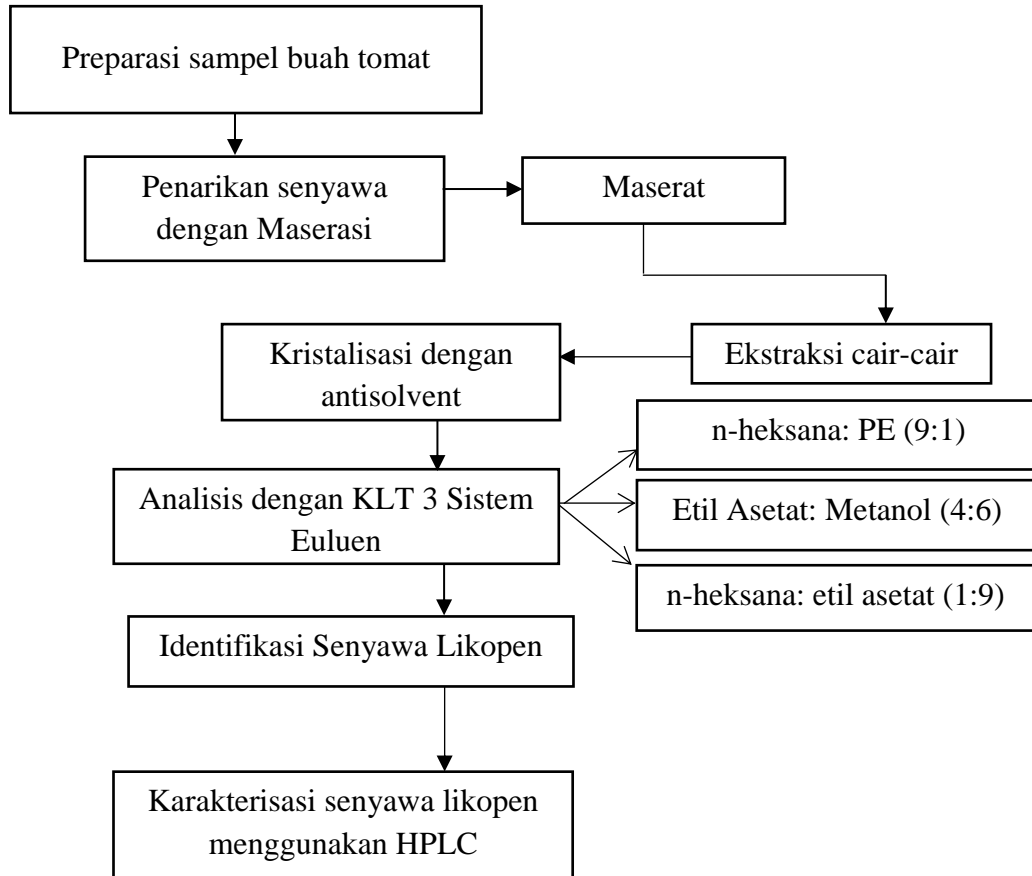 Preparasi sampel buah tomat
Penarikan senyawa
dengan Maserasi
Maserat
Ekstraksi cair-cair
Kristalisasi dengan
antisolvent
Analisis dengan KLT 3 Sistem
Euluen
n-heksana: PE (9:1)
Etil Asetat: Metanol (4:6)
n-heksana: etil asetat (1:9)
Identifikasi Senyawa Likopen
Karakterisasi senyawa likopen
menggunakan HPLC